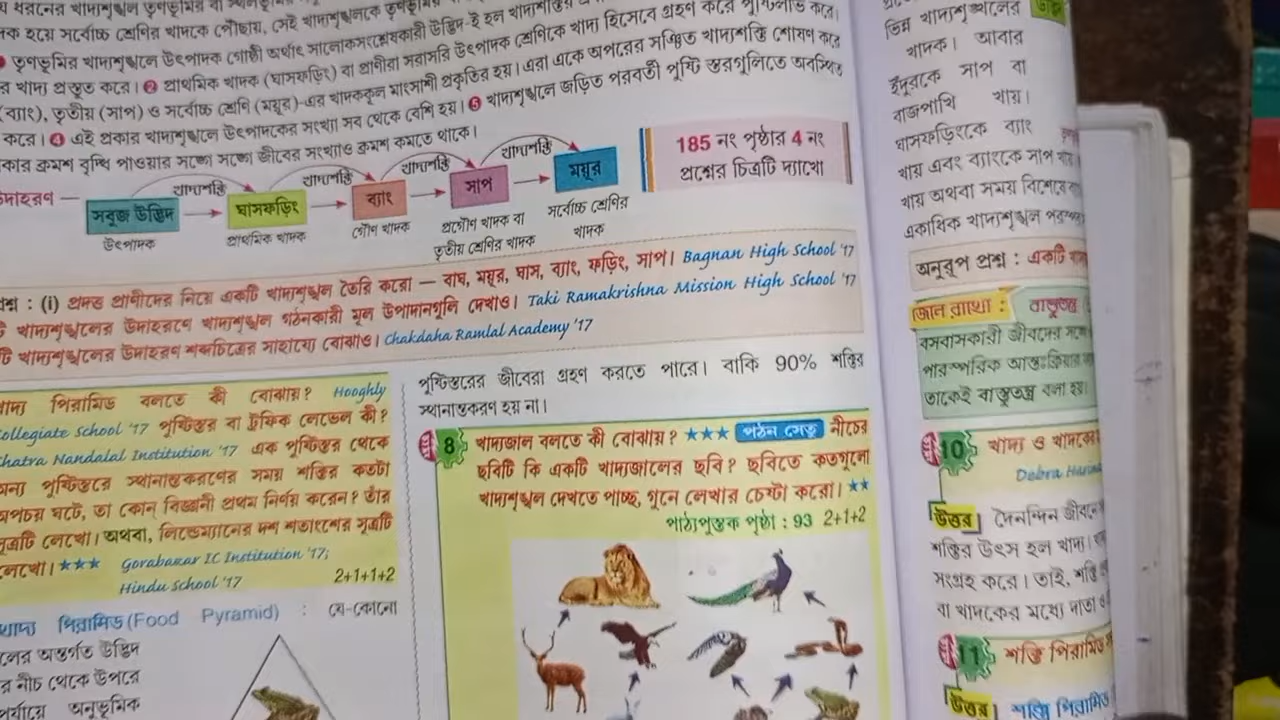 দক হয়ে সর্বোচ্চ শ্রেণির খাদকে পৌঁছায়, সেই খাদ্যশৃঙ্খলকে
তৃণভূমির খাদ্যশৃঙ্খলে উৎপাদক গোষ্ঠী অর্থাৎ সালোকসংশ্লেষকারী উদ্ভিদ-ই হল খাদ্যশক্তির
র খাদ্য প্রস্তুত করে। ❷ প্রাথমিক খাদক (ঘাসফড়িং) বা প্রাণীরা সরাসরি উৎপাদক শ্রেণিকে খাদ্য হিসেবে গ্রহণ করে পুষ্টিলাভ করে।
(ব্যাং), তৃতীয় (সাপ) ও সর্বোচ্চ শ্রেণি (ময়ূর)-এর খাদককুল মাংসাশী প্রকৃতির হয়। এরা একে অপরের সঞ্চিত খাদ্যশক্তি শোষণ করে
করে। ❹ এই প্রকার খাদ্যশৃঙ্খলে উৎপাদকের সংখ্যা সব থেকে বেশি হয়। ❺ খাদ্যশৃঙ্খলে জড়িত পরবর্তী পুষ্টি স্তরগুলিতে অবস্থিত
কার ক্রমশ বৃদ্ধি পাওয়ার সঙ্গে সঙ্গে জীবের সংখ্যাও ক্রমশ কমতে থাকে।
উদাহরণ — খাদ্যশক্তি খাদ্যশক্তি খাদ্যশক্তি খাদ্যশক্তি
সবুজ উদ্ভিদ ঘাসফড়িং ব্যাং সাপ ময়ূর
উৎপাদক প্রাথমিক খাদক গৌণ খাদক প্রগৌণ খাদক বা সর্বোচ্চ শ্রেণির
তৃতীয় শ্রেণির খাদক খাদক
185 নং পৃষ্ঠার 4 নং
প্রশ্নের চিত্রটি দ্যাখো
প্রশ্ন : (i) প্রদত্ত প্রাণীদের নিয়ে একটি খাদ্যশৃঙ্খল তৈরি করো — বাঘ, ময়ূর, ঘাস, ব্যাং, ফড়িং, সাপ। Bagnan High School '17
টি খাদ্যশৃঙ্খলের উদাহরণে খাদ্যশৃঙ্খল গঠনকারী মূল উপাদানগুলি দেখাও। Taki Ramakrishna Mission High School '17
টি খাদ্যশৃঙ্খলের উদাহরণ শব্দচিত্রের সাহায্যে বোঝাও। Chakdaha Ramlal Academy '17
খাদ্য পিরামিড বলতে কী বোঝায়? Hooghly
Collegiate School '17 পুষ্টিস্তর বা ট্রফিক লেভেল কী?
Chatra Nandalal Institution '17 এক পুষ্টিস্তর থেকে
অন্য পুষ্টিস্তরে স্থানান্তকরণের সময় শক্তির কতটা
অপচয় ঘটে, তা কোন্ বিজ্ঞানী প্রথম নির্ণয় করেন? তাঁর
সূত্রটি লেখো। অথবা, লিন্ডেম্যানের দশ শতাংশের সূত্রটি
লেখো। ★★★ Gorabazar IC Institution '17;
Hindu School '17 2+1+1+2
খাদ্য পিরামিড (Food Pyramid) : যে-কোনো
লের অন্তর্গত উদ্ভিদ
র নীচ থেকে উপরে
পর্যায়ে অনুভূমিক
পুষ্টিস্তরের জীবেরা গ্রহণ করতে পারে। বাকি 90% শক্তির
স্থানান্তকরণ হয় না।
8 খাদ্যজাল বলতে কী বোঝায়? ★★★ পঠন সেতু নীচের
ছবিটি কি একটি খাদ্যজালের ছবি? ছবিতে কতগুলো
খাদ্যশৃঙ্খল দেখতে পাচ্ছ, গুনে লেখার চেষ্টা করো। ★★
পাঠ্যপুস্তক পৃষ্ঠা : 93 2+1+2
ভিন্ন খাদ্যশৃঙ্খলের
খাদক। আবার
ইঁদুরকে সাপ বা
বাজপাখি খায়।
ঘাসফড়িংকে ব্যাং
খায় এবং ব্যাংকে সাপ
খায় অথবা সময় বিশেষে
একাধিক খাদ্যশৃঙ্খল
অনুরূপ প্রশ্ন : একটি
জেনে রাখো : বাস্তুতন্ত্র
বসবাসকারী জীবদের সঙ্গে
পারস্পরিক আন্তঃক্রিয়ার
তাকেই বাস্তুতন্ত্র বলা হয়।
10 খাদ্য ও খাদকের
Debra
উত্তর দৈনন্দিন জীবনে
শক্তির উৎস হল খাদ্য।
সংগ্রহ করে। তাই, শক্তি
বা খাদকের মধ্যে দাতা ও
11 শক্তি পিরামিড
উত্তর শক্তি পিরামিড